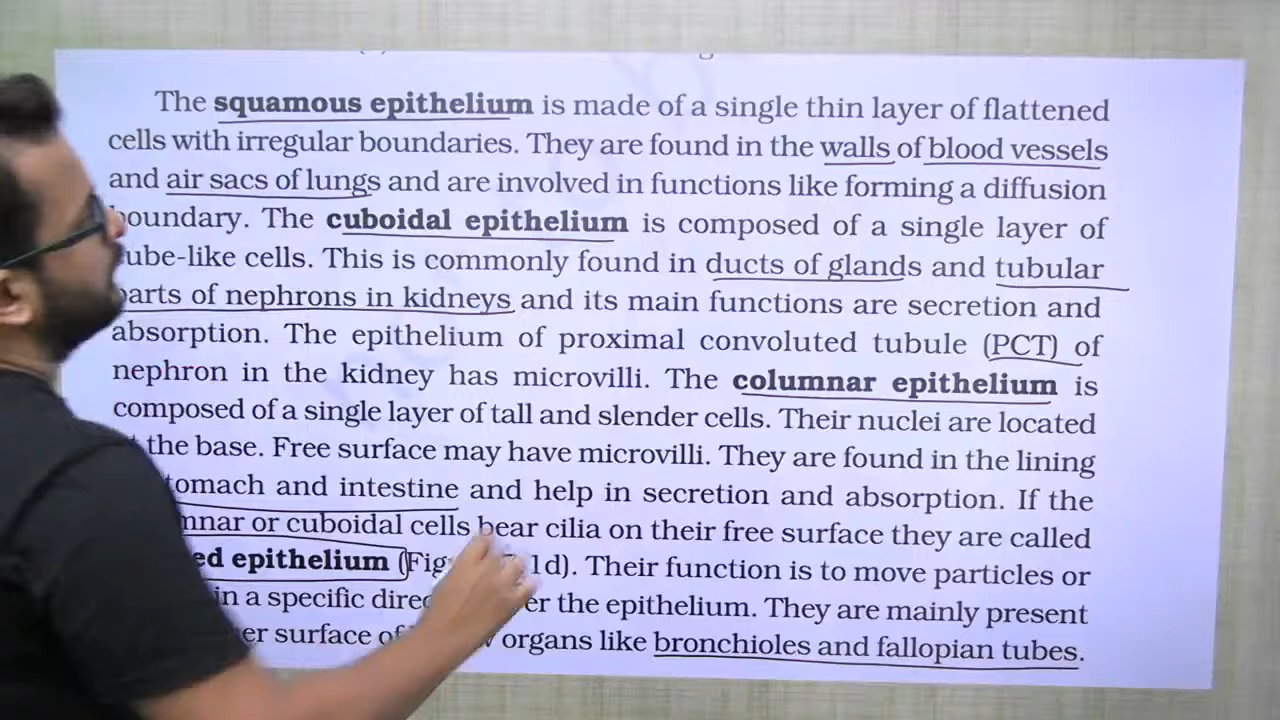 The squamous epithelium is made of a single thin layer of flattened
cells with irregular boundaries. They are found in the walls of blood vessels
and air sacs of lungs and are involved in functions like forming a diffusion
boundary. The cuboidal epithelium is composed of a single layer of
cube-like cells. This is commonly found in ducts of glands and tubular
parts of nephrons in kidneys and its main functions are secretion and
absorption. The epithelium of proximal convoluted tubule (PCT) of
nephron in the kidney has microvilli. The columnar epithelium is
composed of a single layer of tall and slender cells. Their nuclei are located
the base. Free surface may have microvilli. They are found in the lining
stomach and intestine and help in secretion and absorption. If the
or cuboidal cells bear cilia on their free surface they are called
epithelium 1d). Their function is to move particles or
in a specific the epithelium. They are mainly present
surface of organs like bronchioles and fallopian tubes.